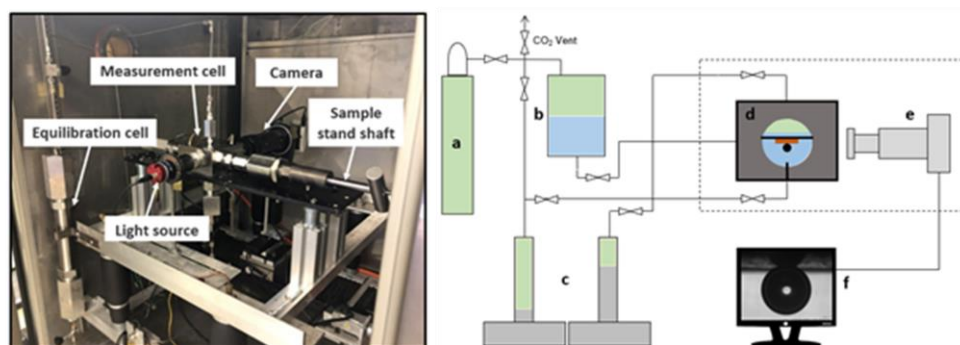 Measurement cell
Camera
Equilibration cell
Sample
stand shaft
Light source
CO₂ Vent
a
b
c
d
e
f